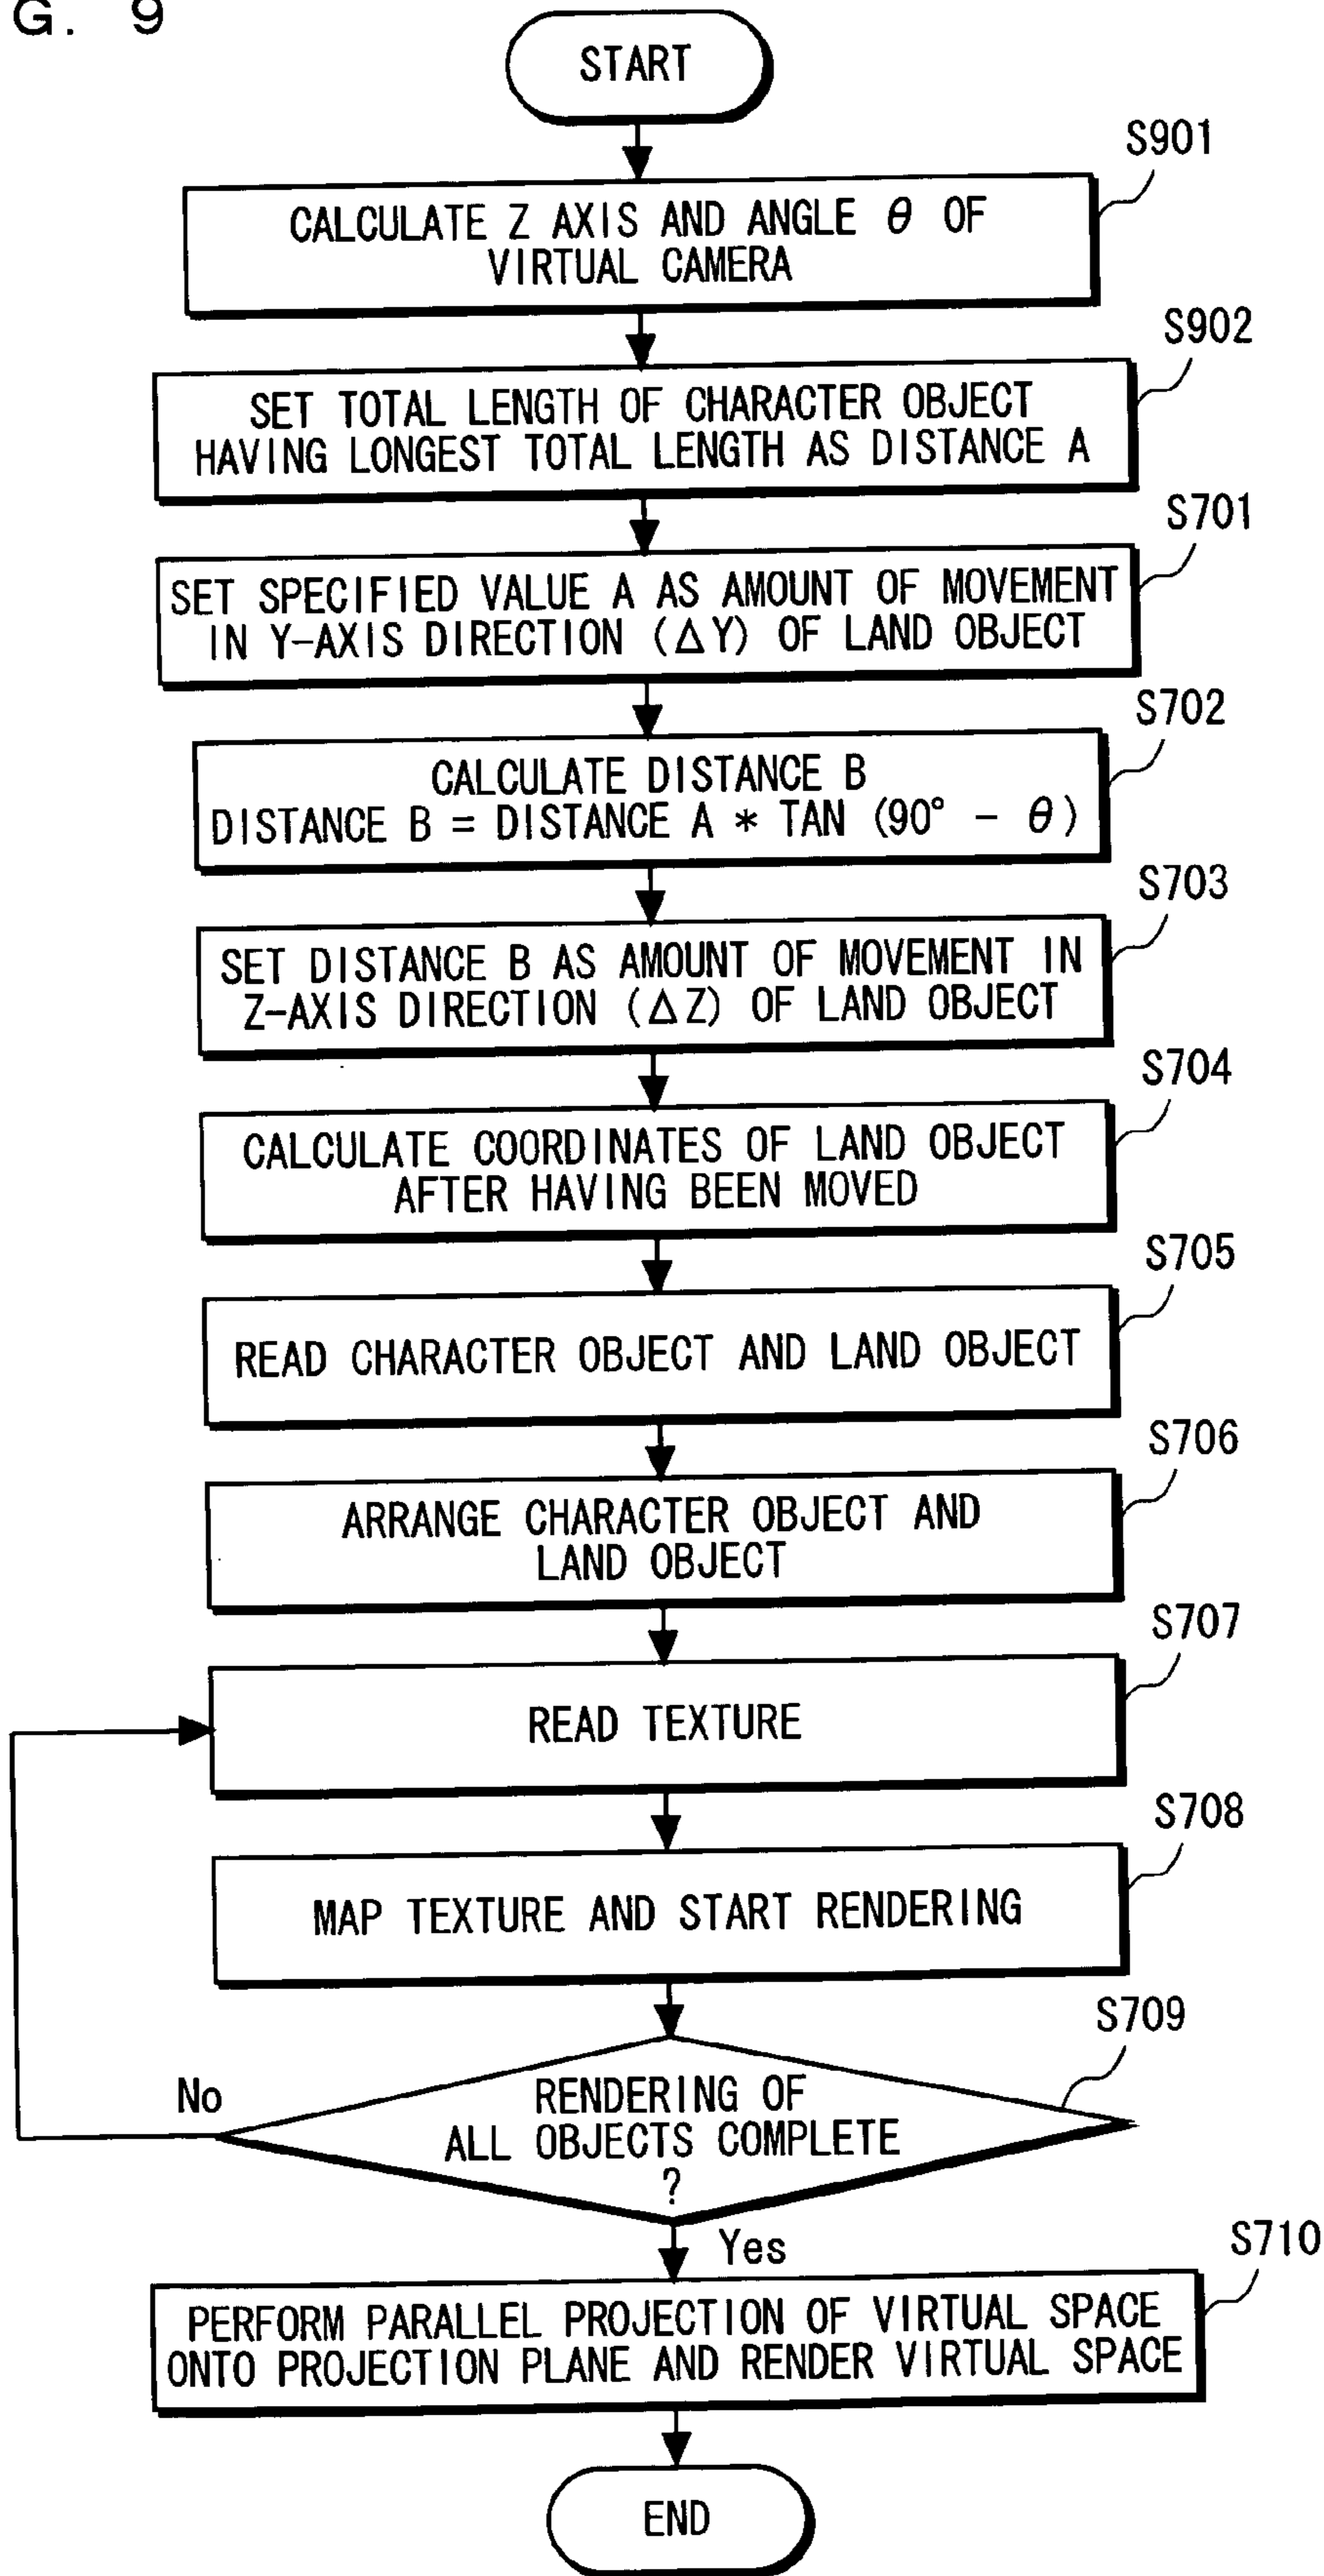 G. 9
START
S901
CALCULATE Z AXIS AND ANGLE θ OF
VIRTUAL CAMERA
S902
SET TOTAL LENGTH OF CHARACTER OBJECT
HAVING LONGEST TOTAL LENGTH AS DISTANCE A
S701
SET SPECIFIED VALUE A AS AMOUNT OF MOVEMENT
IN Y-AXIS DIRECTION (ΔY) OF LAND OBJECT
S702
CALCULATE DISTANCE B
DISTANCE B = DISTANCE A * TAN (90° - θ)
S703
SET DISTANCE B AS AMOUNT OF MOVEMENT IN
Z-AXIS DIRECTION (ΔZ) OF LAND OBJECT
S704
CALCULATE COORDINATES OF LAND OBJECT
AFTER HAVING BEEN MOVED
S705
READ CHARACTER OBJECT AND LAND OBJECT
S706
ARRANGE CHARACTER OBJECT AND
LAND OBJECT
S707
READ TEXTURE
S708
MAP TEXTURE AND START RENDERING
S709
No
RENDERING OF
ALL OBJECTS COMPLETE
?
Yes
S710
PERFORM PARALLEL PROJECTION OF VIRTUAL SPACE
ONTO PROJECTION PLANE AND RENDER VIRTUAL SPACE
END